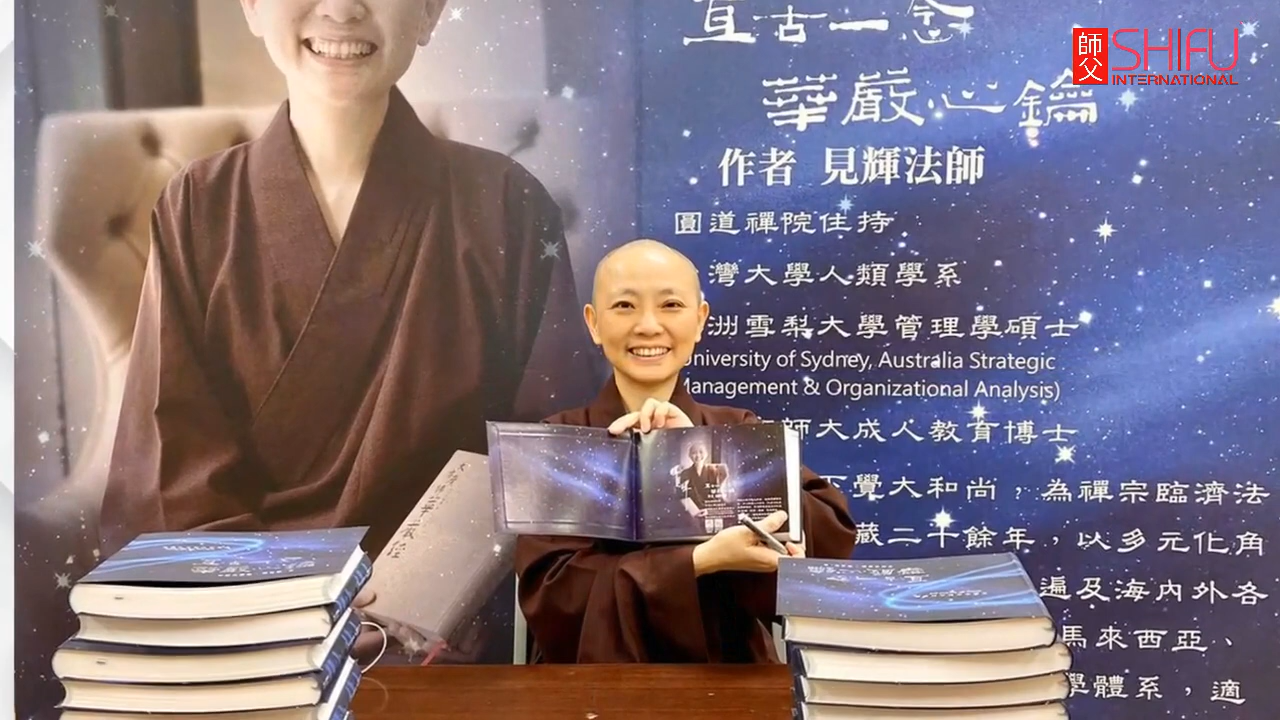 亙古一念
師父 SHIFU
INTERNATIONAL
華嚴心鑰
作者 見輝法師
圓道禪院住持
灣大學人類學系
洲雪梨大學管理學碩士
University of Sydney, Australia Strategic
Management & Organizational Analysis)
師大成人教育博士
下覺大和尚，為禪宗臨濟法
藏二十餘年，以多元化角
遍及海內外各
馬來西亞、
學體系，適